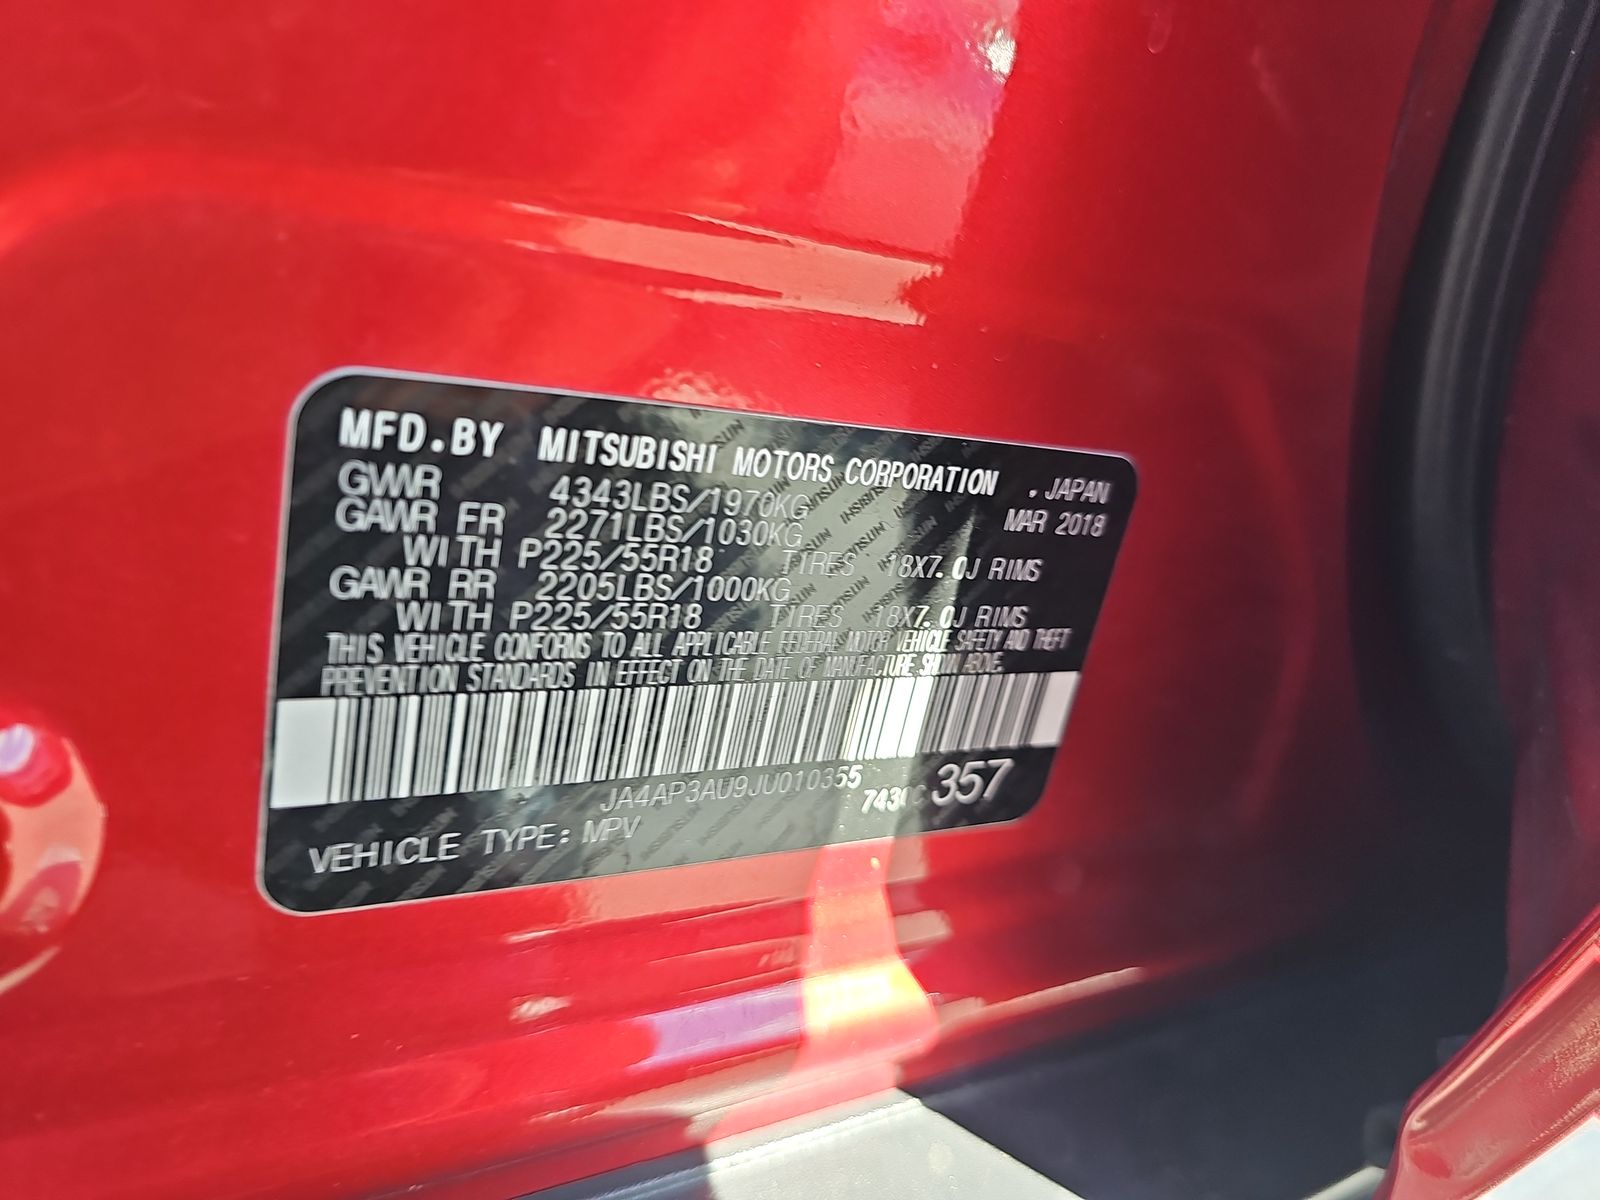 MFD.BY MITSUBISHI MOTORS CORPORATION . JAPAN
GVWR 4343LBS/1970KG MAR 2018
GAWR FR 2271LBS/1030KG
WITH P225/55R18 TIRES 18X7.0J RIMS
GAWR RR 2205LBS/1000KG
WITH P225/55R18 TIRES 18X7.0J RIMS
THIS VEHICLE CONFORMS TO ALL APPLICABLE FEDERAL MOTOR VEHICLE SAFETY AND THEFT
PREVENTION STANDARDS IN EFFECT ON THE DATE OF MANUFACTURE SHOWN ABOVE.
JA4AP3AU9JU010355
7430C 357
VEHICLE TYPE: MPV